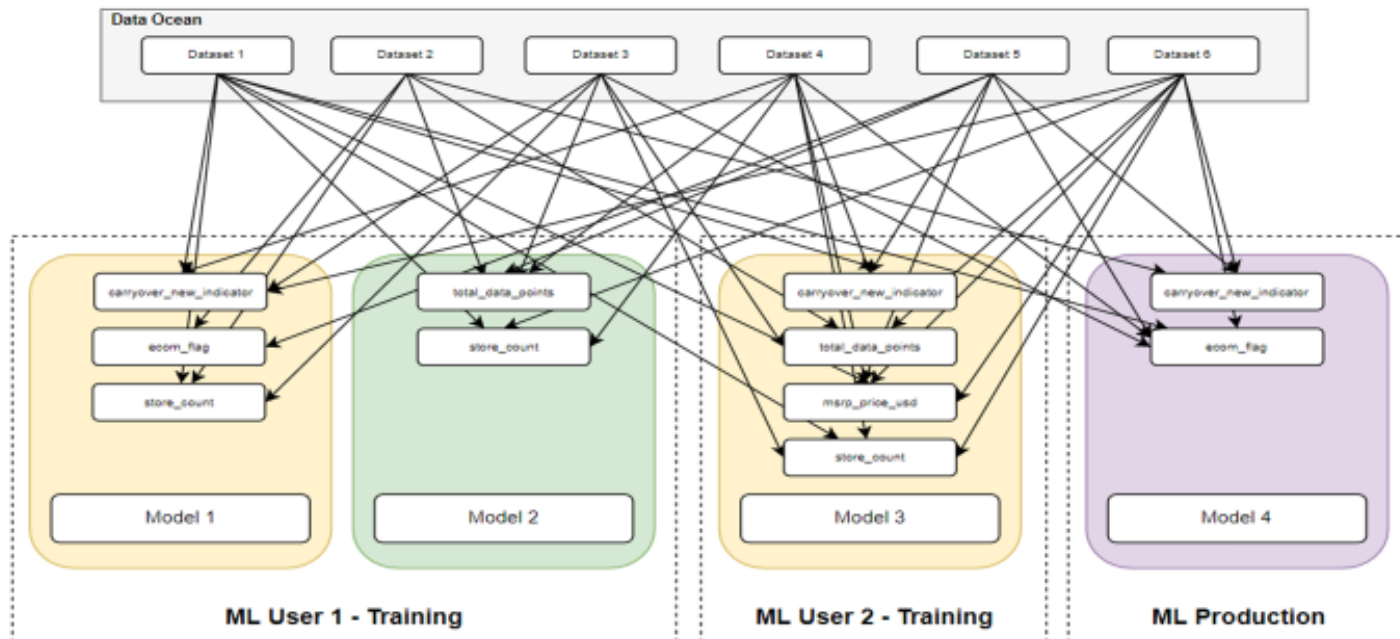 Data Ocean
Dataset 1
Dataset 2
Dataset 3
Dataset 4
Dataset 5
Dataset 6
carryover_new_indicator
ecom_flag
store_count
Model 1
total_data_points
store_count
Model 2
ML User 1 - Training
carryover_new_indicator
total_data_points
msrp_price_usd
store_count
Model 3
ML User 2 - Training
carryover_new_indicator
ecom_flag
Model 4
ML Production